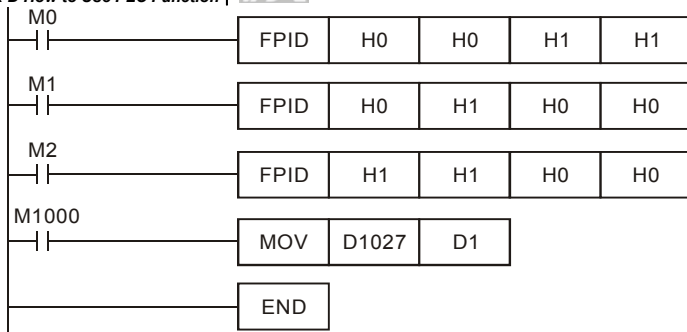 D How to Use PLC Function
M0
FPID H0 H0 H1 H1
M1
FPID H0 H1 H0 H0
M2
FPID H1 H1 H0 H0
M1000
MOV D1027 D1
END